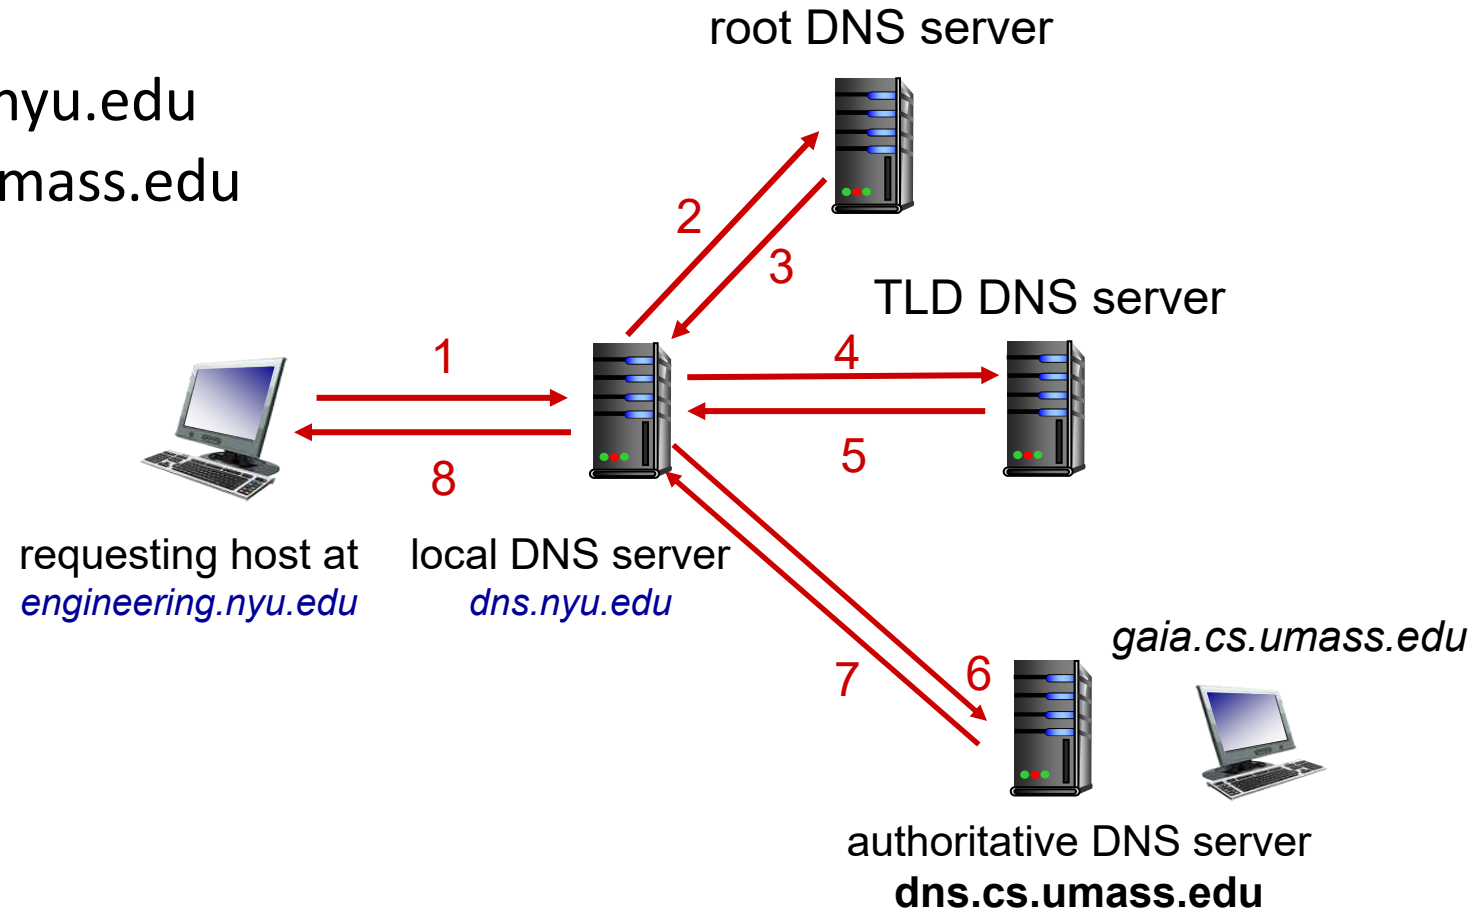 root DNS server
nyu.edu
mass.edu
2
3
TLD DNS server
1
4
8
5
requesting host at
engineering.nyu.edu
local DNS server
dns.nyu.edu
gaia.cs.umass.edu
7
6
authoritative DNS server
dns.cs.umass.edu